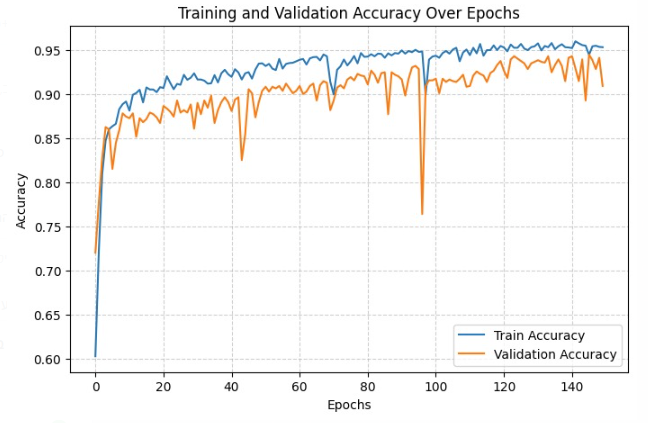 Training and Validation Accuracy Over Epochs
Accuracy
0.95
0.90
0.85
0.80
0.75
0.70
0.65
0.60
Train Accuracy
Validation Accuracy
0 20 40 60 80 100 120 140
Epochs